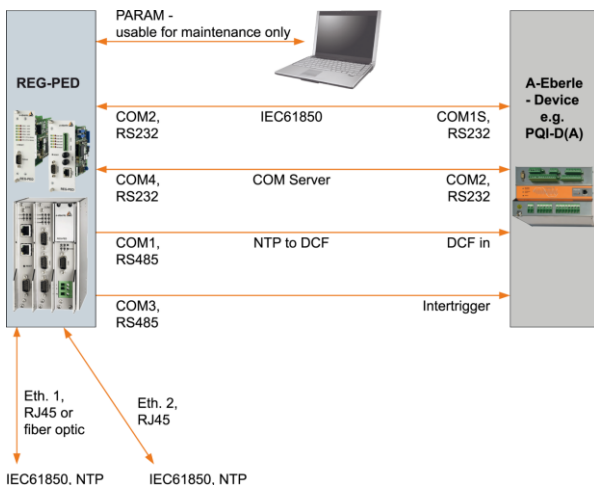 PARAM -
usable for maintenance only
REG-PED
A-Eberle
- Device
e.g.
PQI-D(A)
COM2,
RS232
IEC61850
COM1S,
RS232
COM4,
RS232
COM Server
COM2,
RS232
COM1,
RS485
NTP to DCF
DCF in
COM3,
RS485
Intertrigger
Eth. 1,
RJ45 or
fiber optic
Eth. 2,
RJ45
IEC61850, NTP
IEC61850, NTP